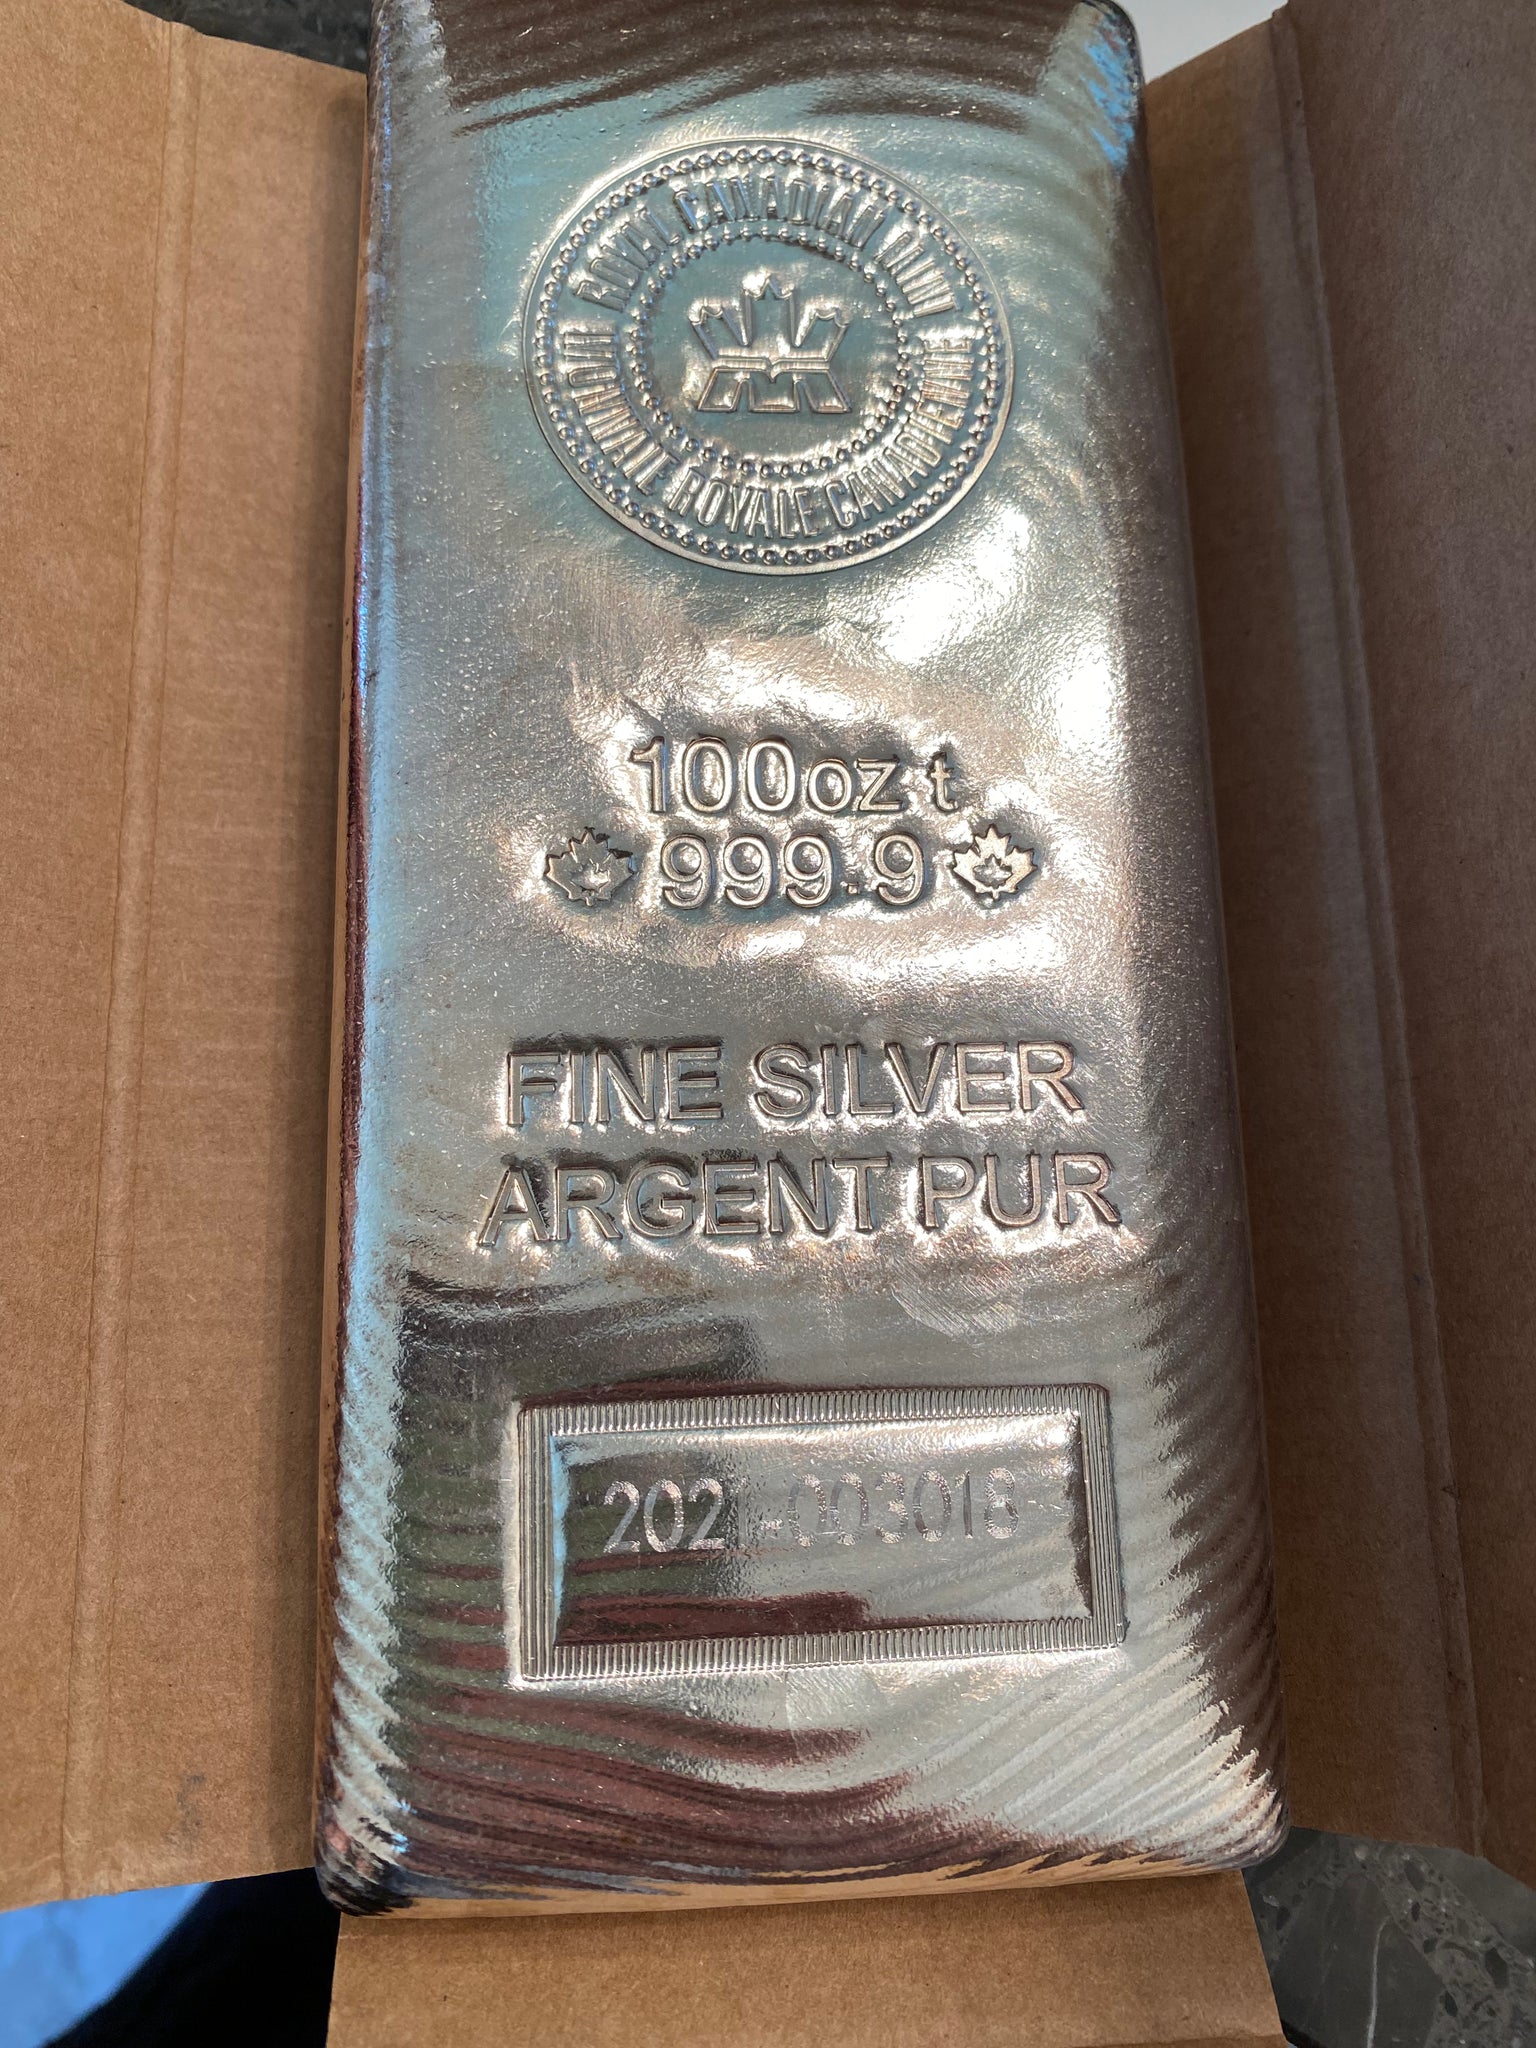 ROYAL CANADIAN MINT
MONNAIE ROYALE CANADIENNE
100oz t
999.9
FINE SILVER
ARGENT PUR